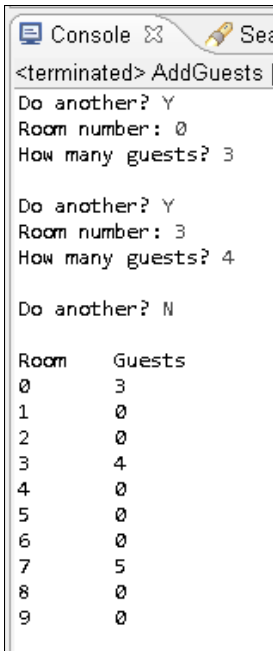 Console Sea
<terminated> AddGuests
Do another? Y
Room number: 0
How many guests? 3
Do another? Y
Room number: 3
How many guests? 4
Do another? N
Room Guests
0 3
1 0
2 0
3 4
4 0
5 0
6 0
7 5
8 0
9 0